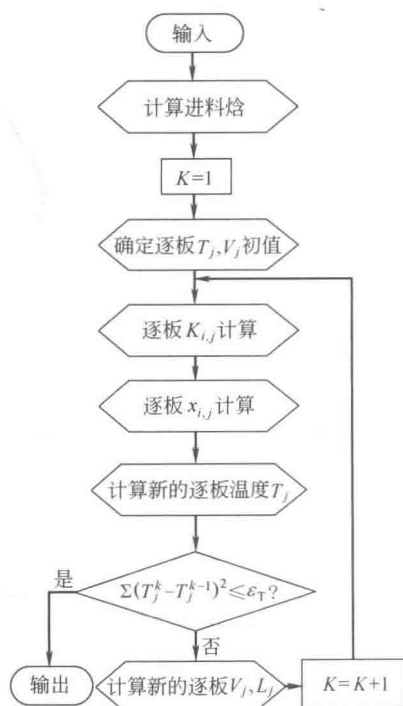 输入
计算进料焓
K=1
确定逐板T_j,V_j初值
逐板K_{i,j}计算
逐板x_{i,j}计算
计算新的逐板温度T_j
是
Σ(T_j^k-T_j^{k-1})^2≤ε_T?
否
输出
计算新的逐板V_j,L_j
K=K+1